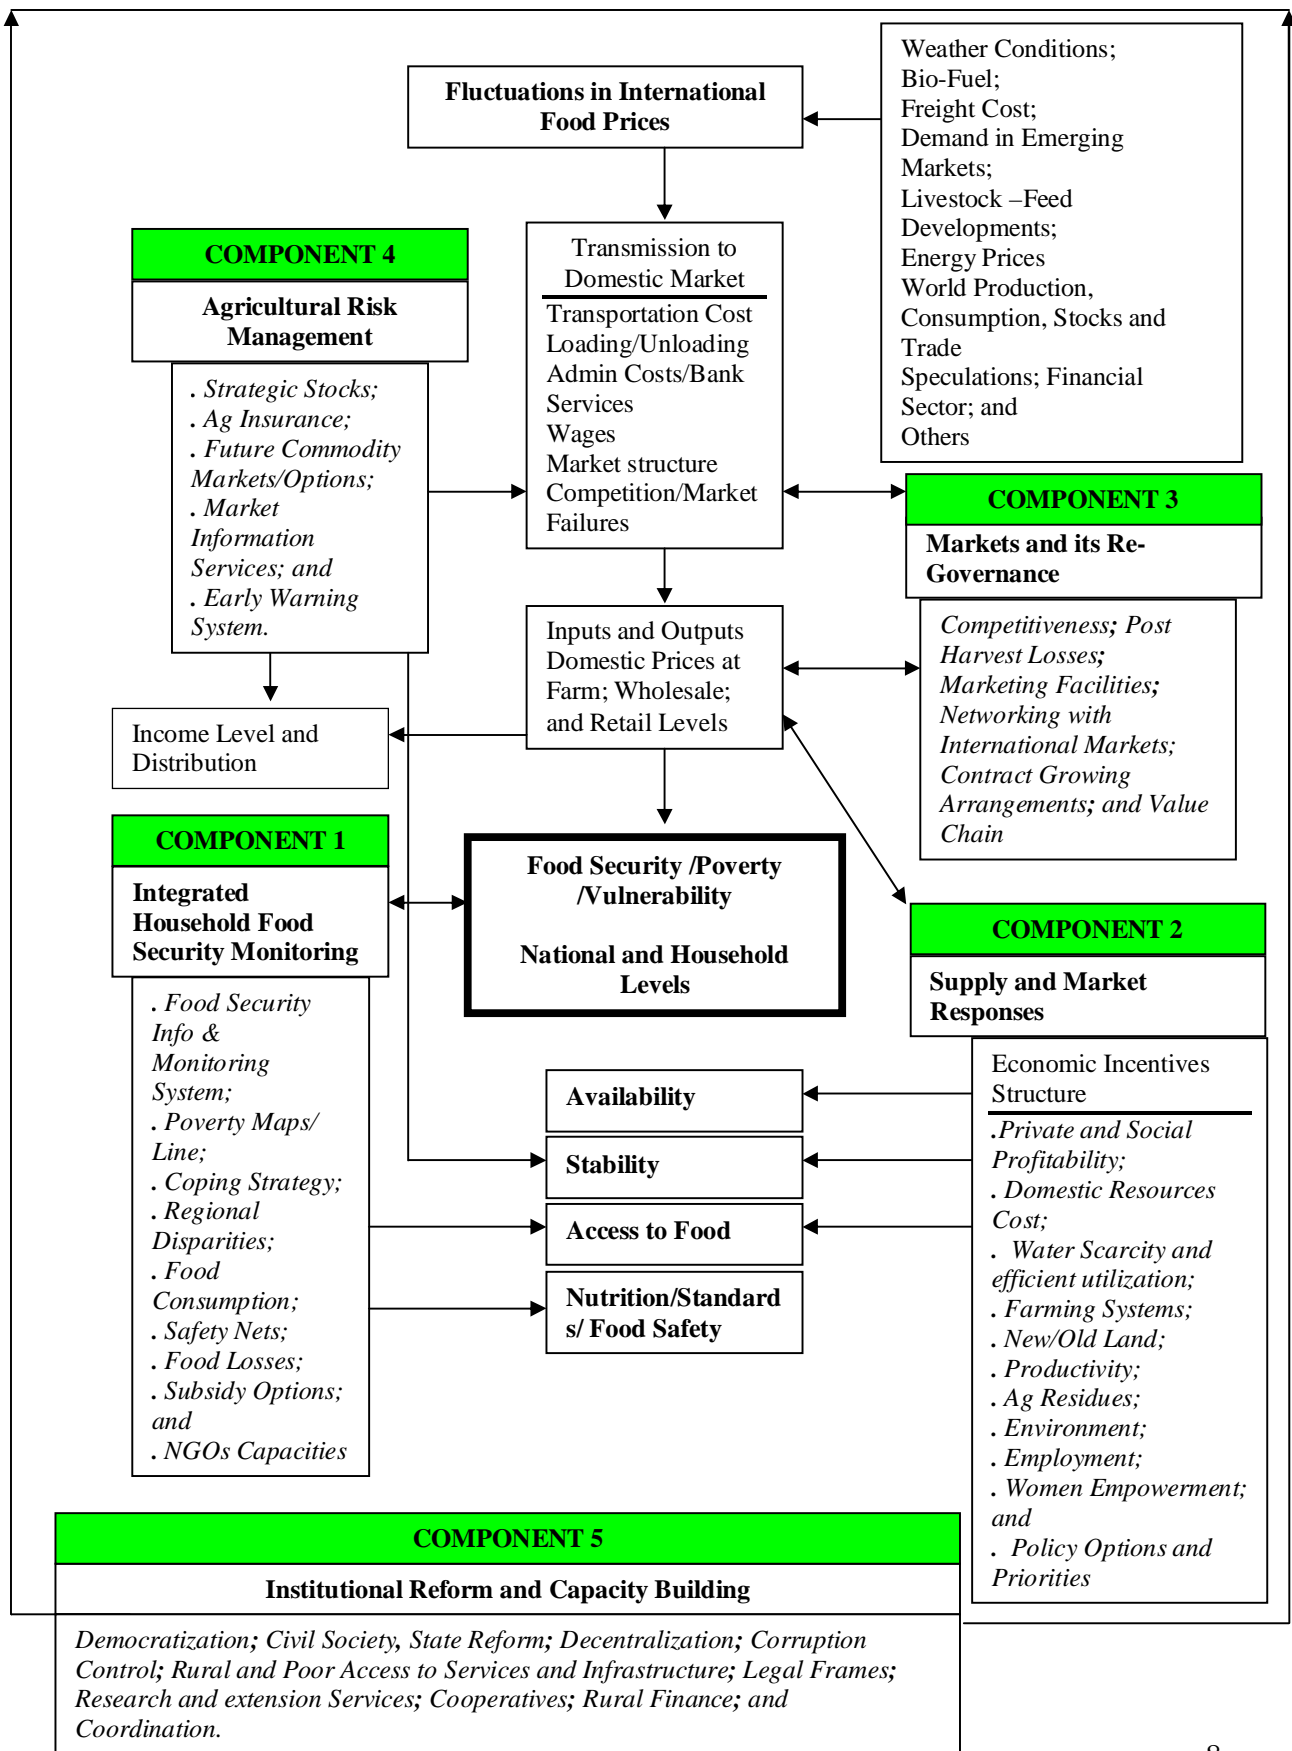 Fluctuations in International
Food Prices
Weather Conditions;
Bio-Fuel;
Freight Cost;
Demand in Emerging
Markets;
Livestock –Feed
Developments;
Energy Prices
World Production,
Consumption, Stocks and
Trade
Speculations; Financial
Sector; and
Others
COMPONENT 4
Agricultural Risk
Management
. Strategic Stocks;
. Ag Insurance;
. Future Commodity
Markets/Options;
. Market
Information
Services; and
. Early Warning
System.
Transmission to
Domestic Market
Transportation Cost
Loading/Unloading
Admin Costs/Bank
Services
Wages
Market structure
Competition/Market
Failures
COMPONENT 3
Markets and its Re-
Governance
Competitiveness; Post
Harvest Losses;
Marketing Facilities;
Networking with
International Markets;
Contract Growing
Arrangements; and Value
Chain
Inputs and Outputs
Domestic Prices at
Farm; Wholesale;
and Retail Levels
Income Level and
Distribution
COMPONENT 1
Integrated
Household Food
Security Monitoring
. Food Security
Info &
Monitoring
System;
. Poverty Maps/
Line;
. Coping Strategy;
. Regional
Disparities;
. Food
Consumption;
. Safety Nets;
. Food Losses;
. Subsidy Options;
and
. NGOs Capacities
Food Security /Poverty
/Vulnerability
National and Household
Levels
Availability
Stability
Access to Food
Nutrition/Standard
s/ Food Safety
COMPONENT 2
Supply and Market
Responses
Economic Incentives
Structure
.Private and Social
Profitability;
. Domestic Resources
Cost;
. Water Scarcity and
efficient utilization;
. Farming Systems;
. New/Old Land;
. Productivity;
. Ag Residues;
. Environment;
. Employment;
. Women Empowerment;
and
. Policy Options and
Priorities
COMPONENT 5
Institutional Reform and Capacity Building
Democratization; Civil Society, State Reform; Decentralization; Corruption
Control; Rural and Poor Access to Services and Infrastructure; Legal Frames;
Research and extension Services; Cooperatives; Rural Finance; and
Coordination.